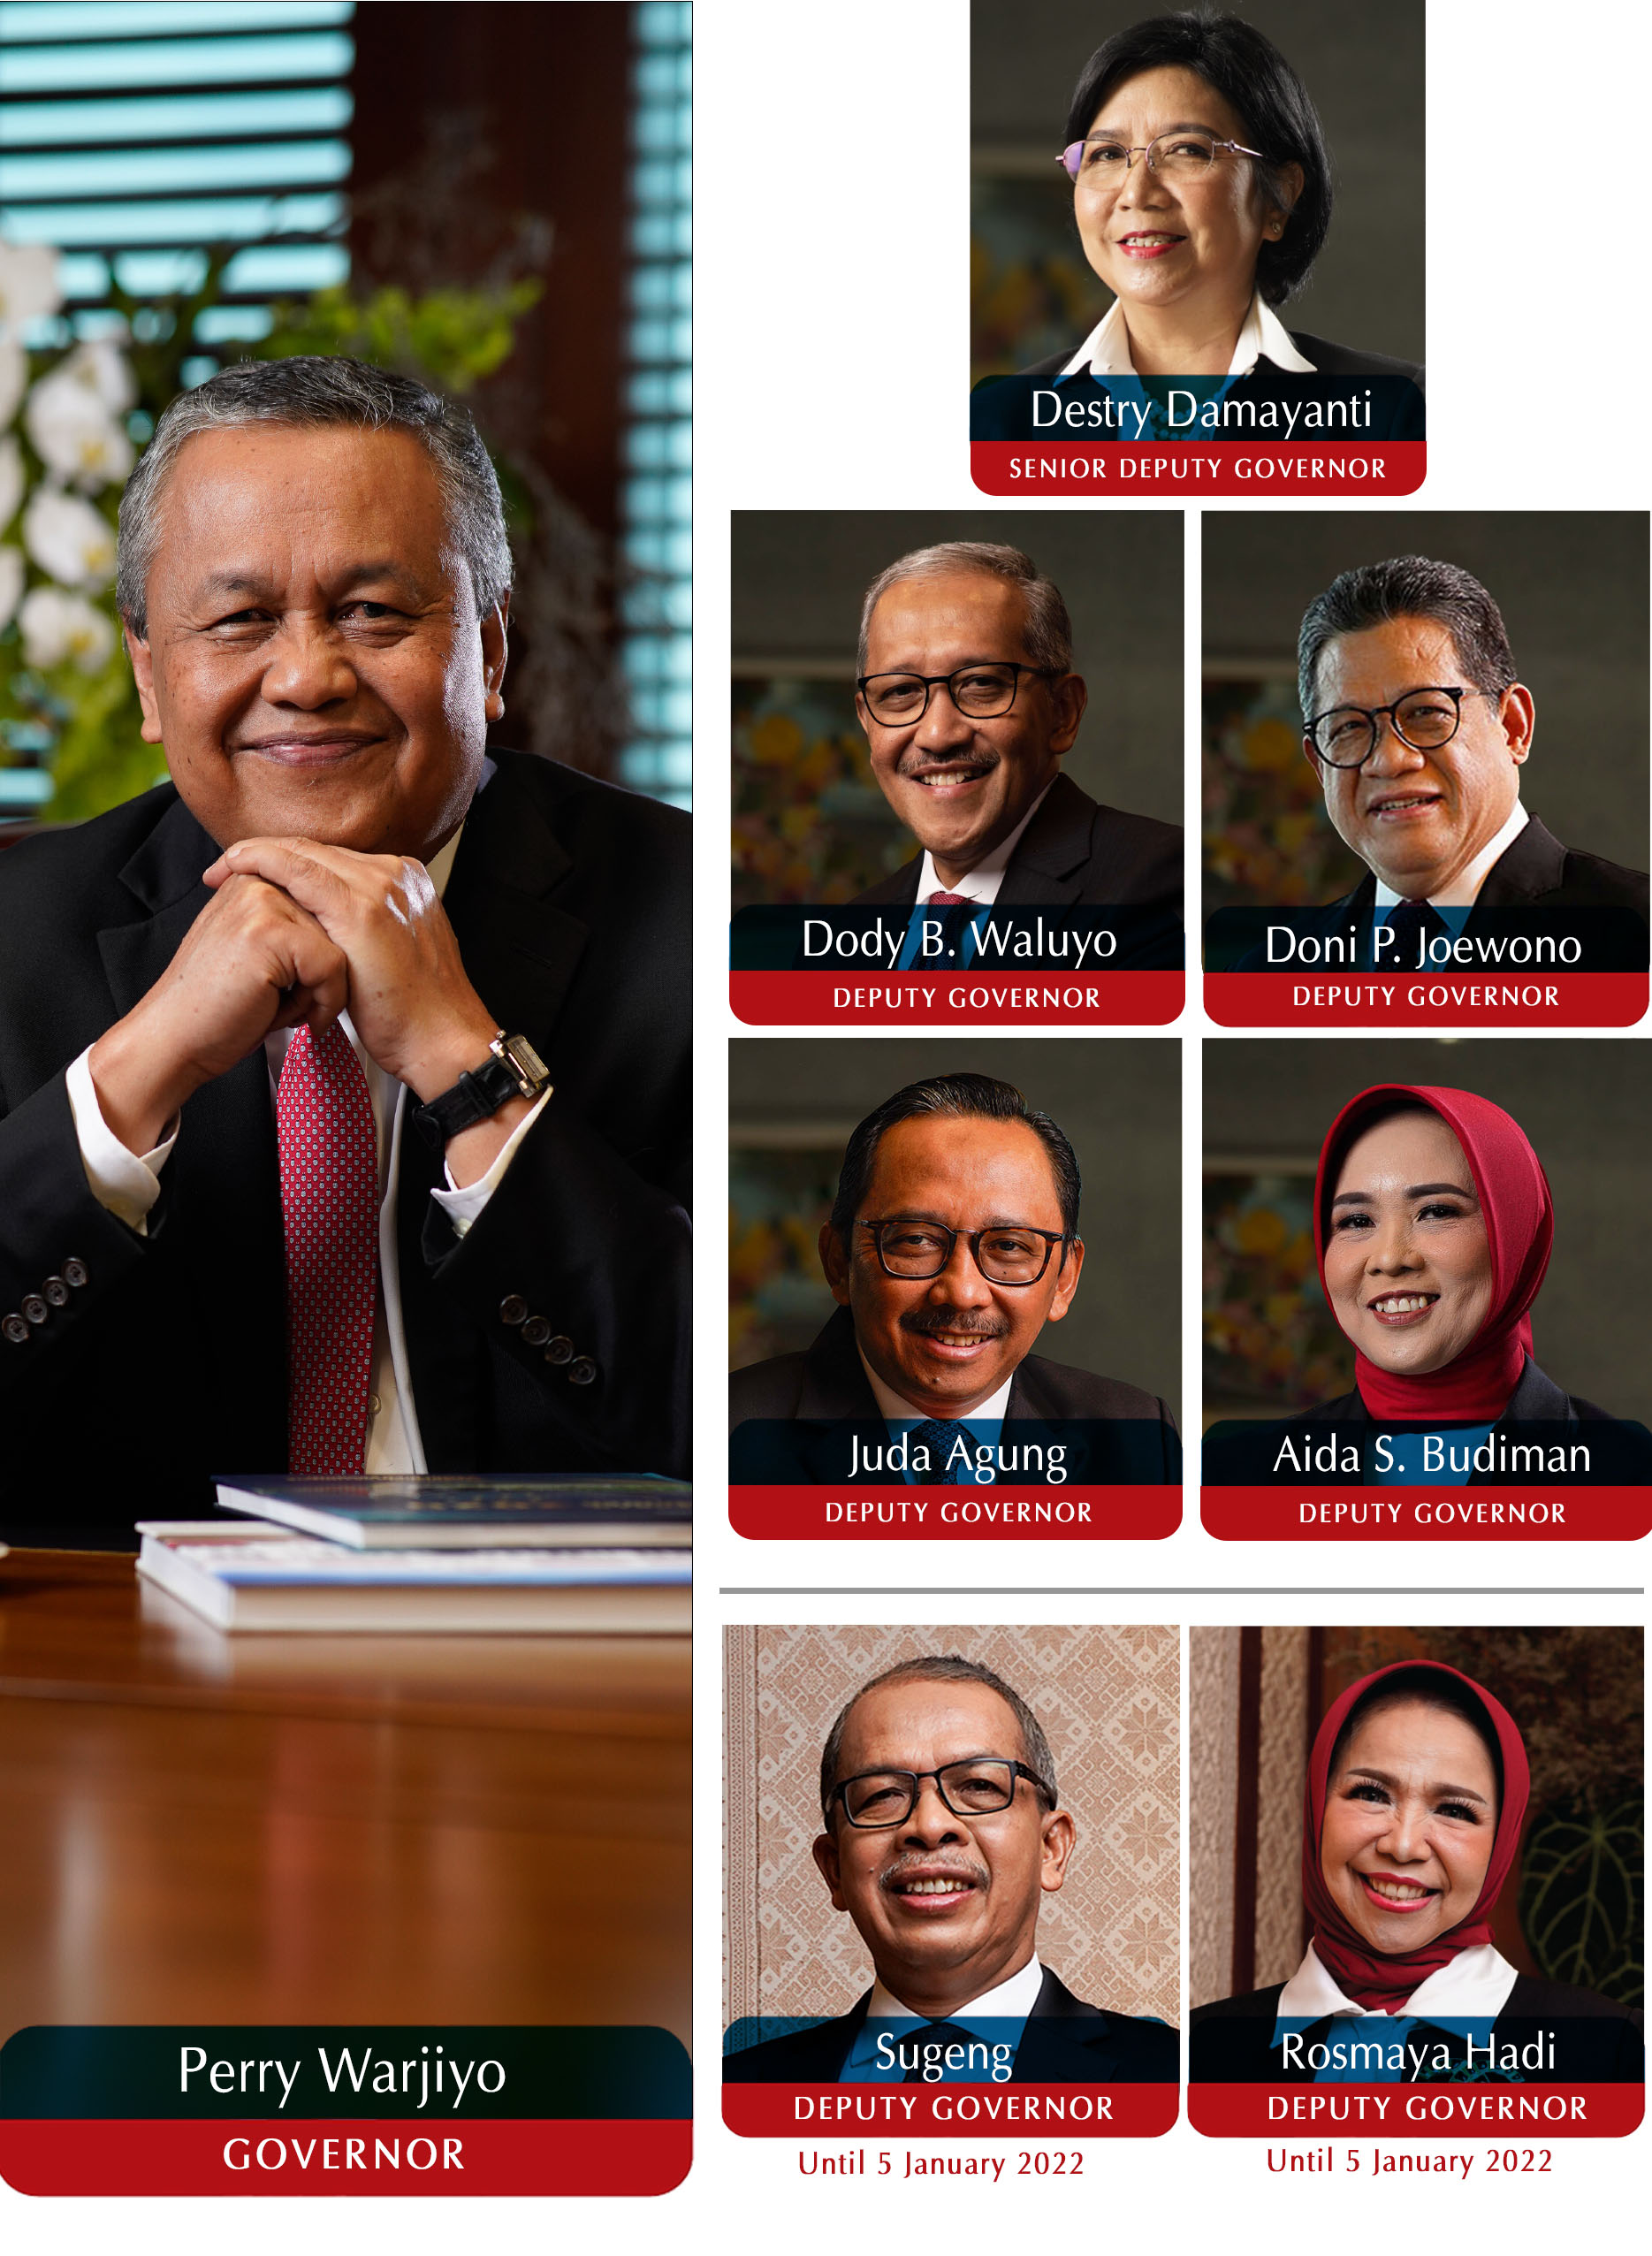 Destry Damayanti
SENIOR DEPUTY GOVERNOR
Dody B. Waluyo
DEPUTY GOVERNOR
Doni P. Joewono
DEPUTY GOVERNOR
Juda Agung
DEPUTY GOVERNOR
Aida S. Budiman
DEPUTY GOVERNOR
Perry Warjiyo
GOVERNOR
Sugeng
DEPUTY GOVERNOR
Until 5 January 2022
Rosmaya Hadi
DEPUTY GOVERNOR
Until 5 January 2022